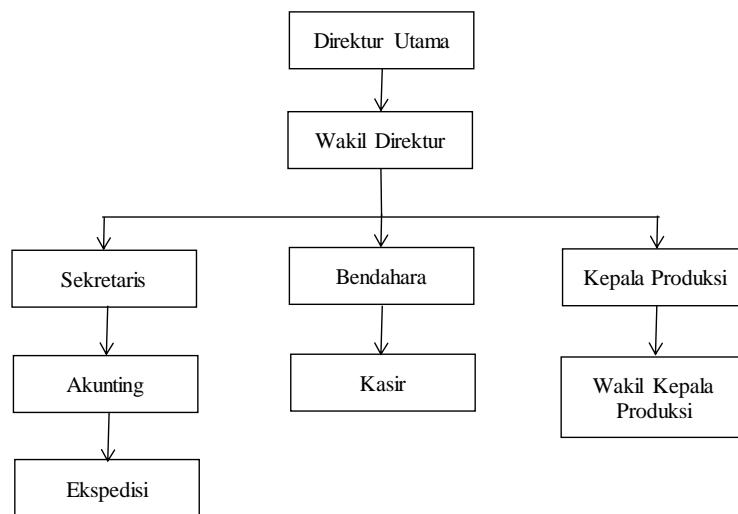 Direktur Utama
Wakil Direktur
Sekretaris
Bendahara
Kepala Produksi
Akunting
Kasir
Wakil Kepala
Produksi
Ekspedisi